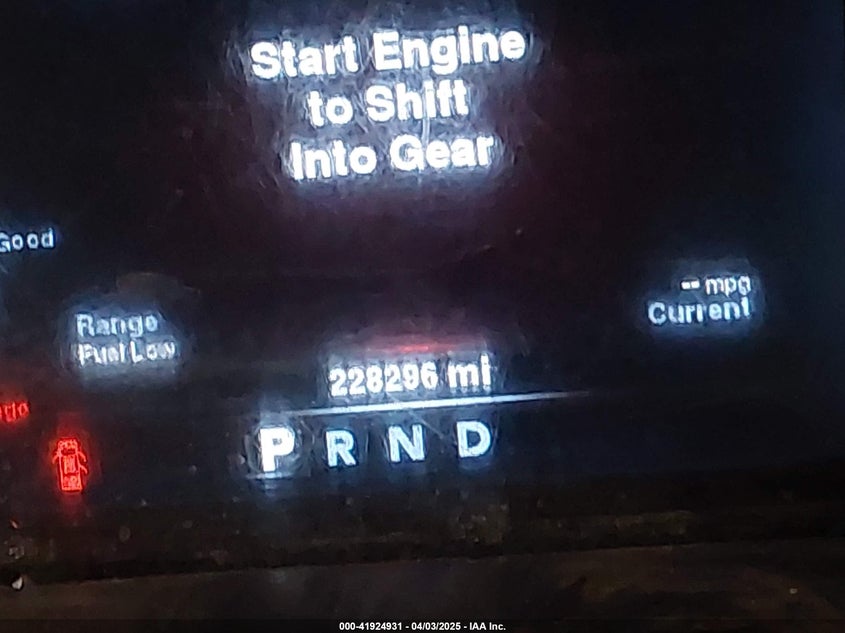 Start Engine
to Shift
Into Gear
Good
-- mpg
Current
Range
Fuel Low
228296 mi
P R N D
000-41924931 - 04/03/2025 - IAA Inc.